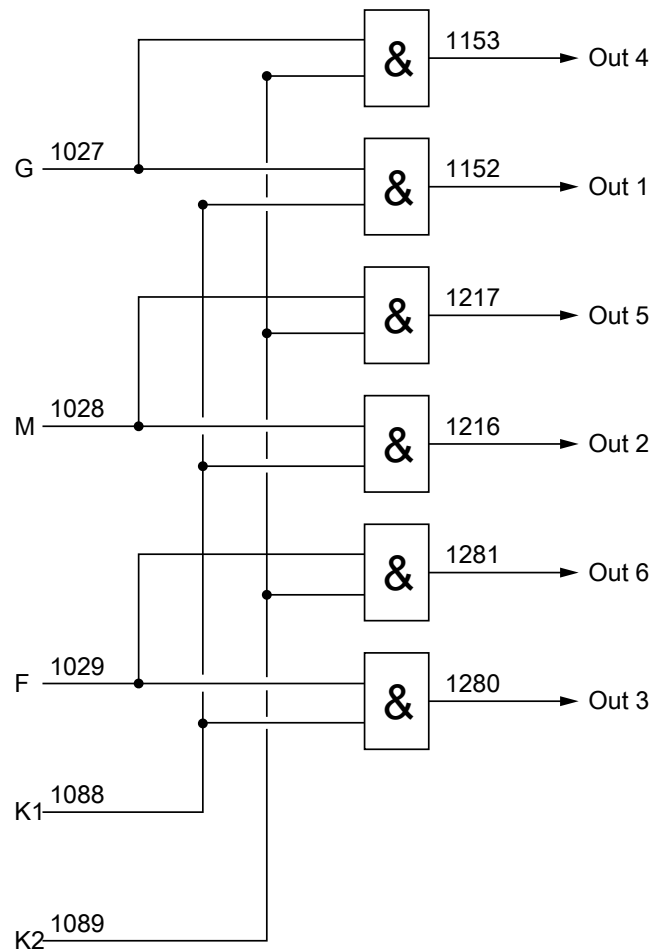 & 1153 Out 4
G 1027
& 1152 Out 1
& 1217 Out 5
M 1028
& 1216 Out 2
& 1281 Out 6
F 1029
& 1280 Out 3
K1 1088
K2 1089